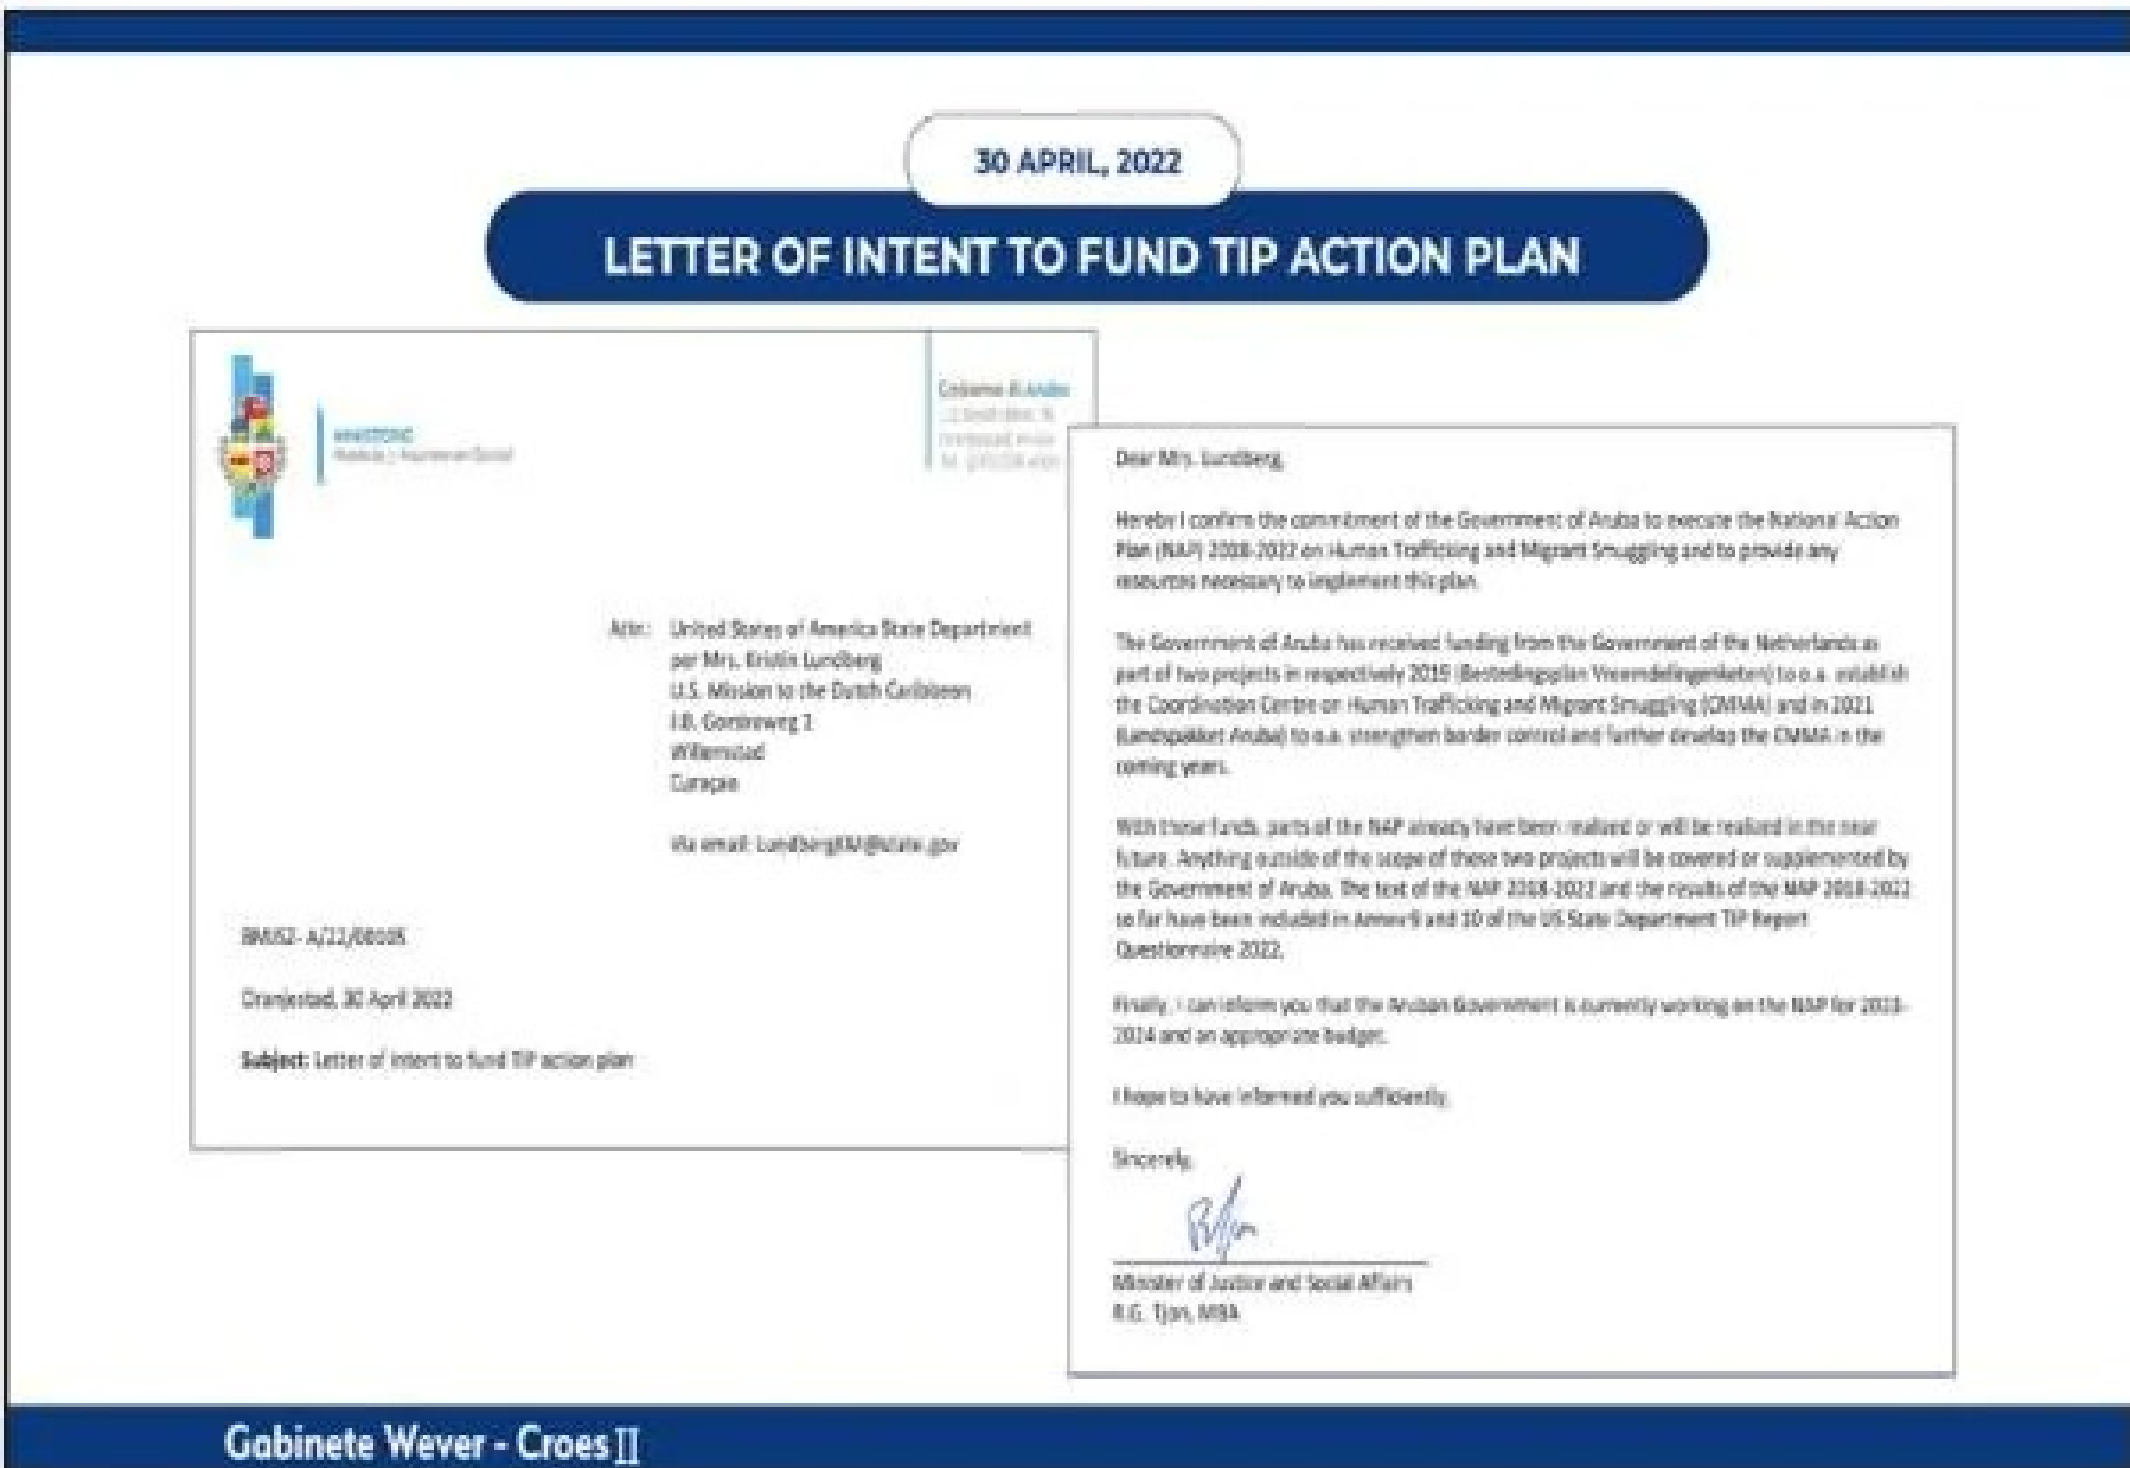 30 APRIL, 2022
LETTER OF INTENT TO FUND TIP ACTION PLAN
MINISTERIO
Attn: United States of America State Department
per Mrs. Kristin Lundberg
U.S. Mission to the Dutch Caribbean
J.B. Gorsiraweg 1
Willemstad
Curaçao
Via email: LundbergKM@state.gov
Oranjestad, 30 April 2022
Subject: Letter of intent to fund TIP action plan
Dear Mrs. Lundberg,
Hereby I confirm the commitment of the Government of Aruba to execute the National Action
Plan (NAP) 2018-2022 on Human Trafficking and Migrant Smuggling and to provide any
resources necessary to implement this plan.
The Government of Aruba has received funding from the Government of the Netherlands as
part of two projects in respectively (Bestedingsplan Vreemdelingenketen) to o.a. establish
the Coordination Centre on Human Trafficking and Migrant Smuggling (CMMA) and in 2021
(Landspakket Aruba) to o.a. strengthen border control and further develop the CMMA in the
coming years.
With these funds, parts of the NAP already have been realized or will be realized in the near
future. Anything outside of the scope of these two projects will be covered or supplemented by
the Government of Aruba. The text of the NAP 2018-2022 and the results of the NAP 2018-2022
so far have been included in Annex 9 and 10 of the US State Department TIP Report
Questionnaire 2022.
Finally, I can inform you that the Aruban Government is currently working on the NAP for
2024 and an appropriate budget.
I hope to have informed you sufficiently.
Sincerely,
Minister of Justice and Social Affairs
R.G. Tjon, MBA
Gabinete Wever - Croes II